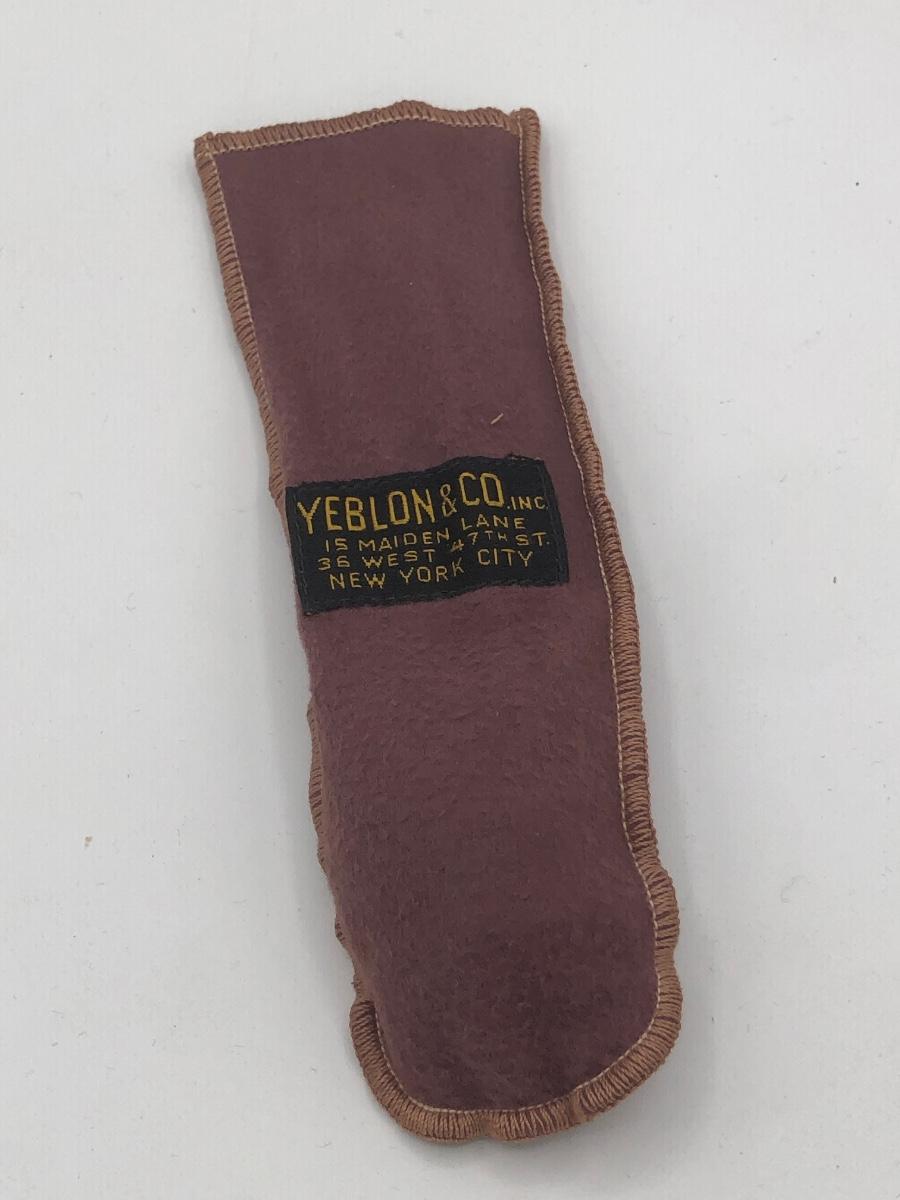 YEBLON & CO. INC.
15 MAIDEN LANE
36 WEST 47TH ST.
NEW YORK CITY